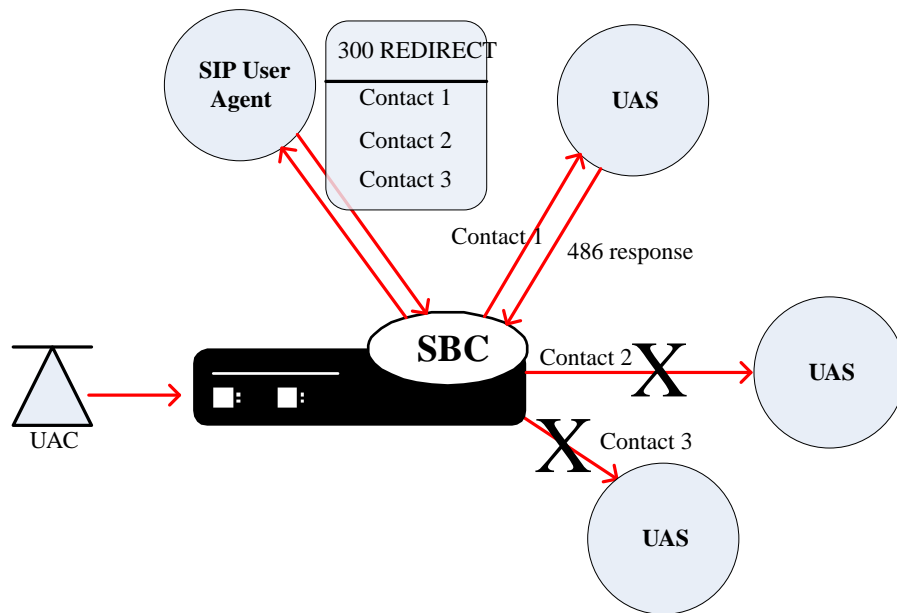 300 REDIRECT
SIP User
Agent
Contact 1
Contact 2
Contact 3
UAS
Contact 1
486 response
SBC
Contact 2
X
UAS
UAC
X
Contact 3
UAS